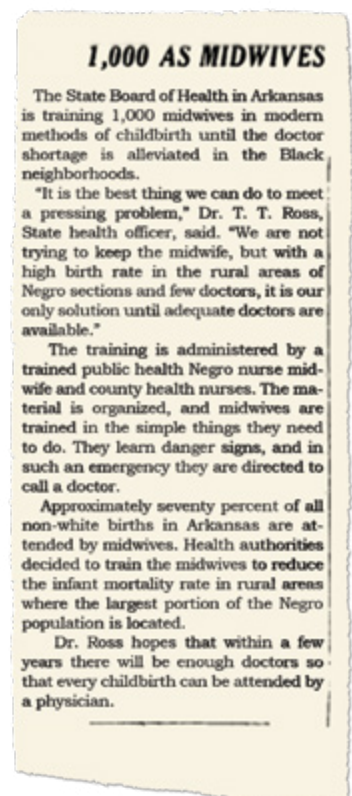 1,000 AS MIDWIVES
The State Board of Health in Arkansas
is training 1,000 midwives in modern
methods of childbirth until the doctor
shortage is alleviated in the Black
neighborhoods.
"It is the best thing we can do to meet
a pressing problem," Dr. T. T. Ross,
State health officer, said. "We are not
trying to keep the midwife, but with a
high birth rate in the rural areas of
Negro sections and few doctors, it is our
only solution until adequate doctors are
available."
The training is administered by a
trained public health Negro nurse mid-
wife and county health nurses. The ma-
terial is organized, and midwives are
trained in the simple things they need
to do. They learn danger signs, and in
such an emergency they are directed to
call a doctor.
Approximately seventy percent of all
non-white births in Arkansas are at-
tended by midwives. Health authorities
decided to train the midwives to reduce
the infant mortality rate in rural areas
where the largest portion of the Negro
population is located.
Dr. Ross hopes that within a few
years there will be enough doctors so
that every childbirth can be attended by
a physician.